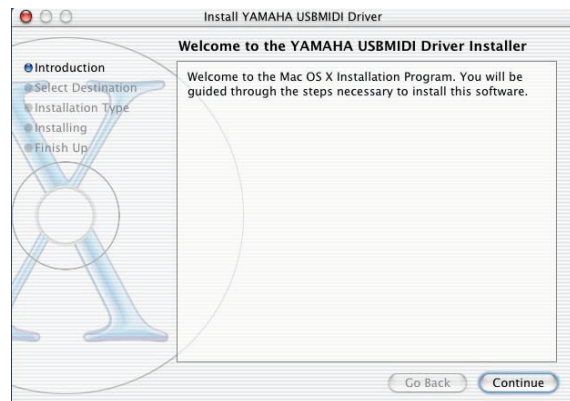 Install YAMAHA USBMIDI Driver
Welcome to the YAMAHA USBMIDI Driver Installer
Introduction
Select Destination
Installation Type
Installing
Finish Up
Welcome to the Mac OS X Installation Program. You will be
guided through the steps necessary to install this software.
Go Back
Continue